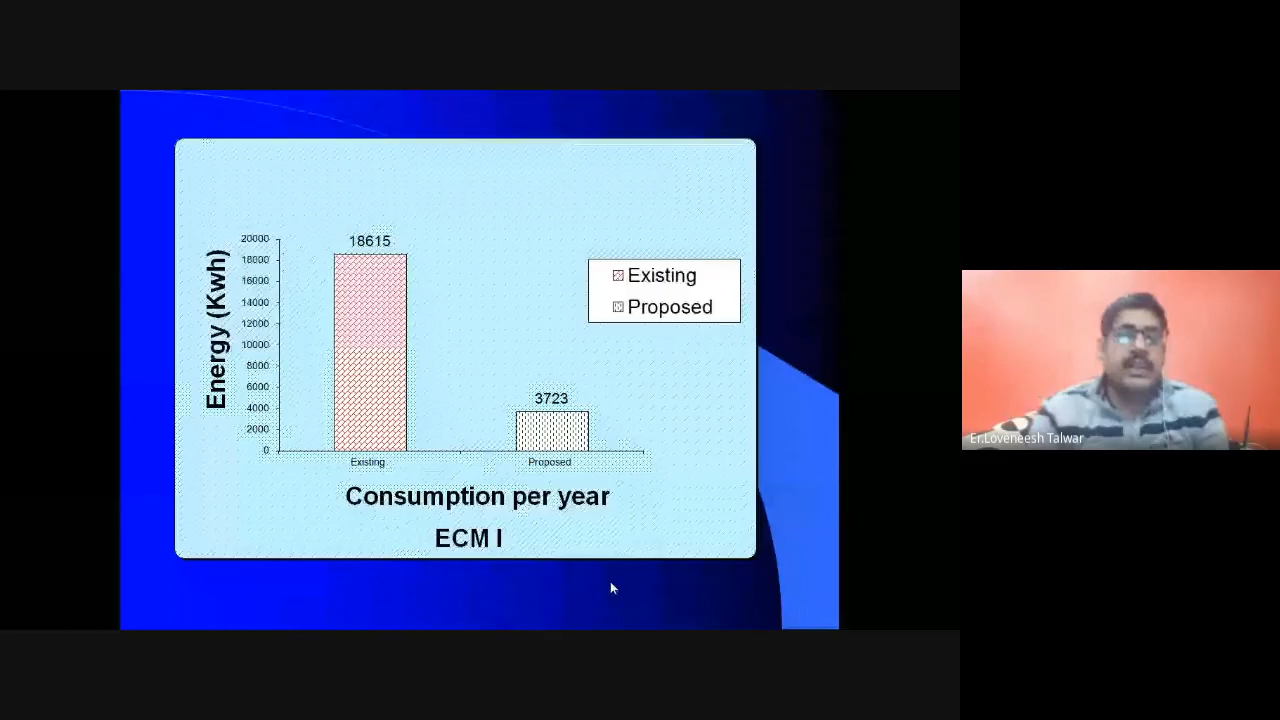 18615
20000
18000
16000
14000
12000
10000
8000
6000
4000
2000
0
Energy (Kwh)
3723
Existing
Proposed
Existing
Proposed
Consumption per year
ECM I
Er.Loveneesh Talwar